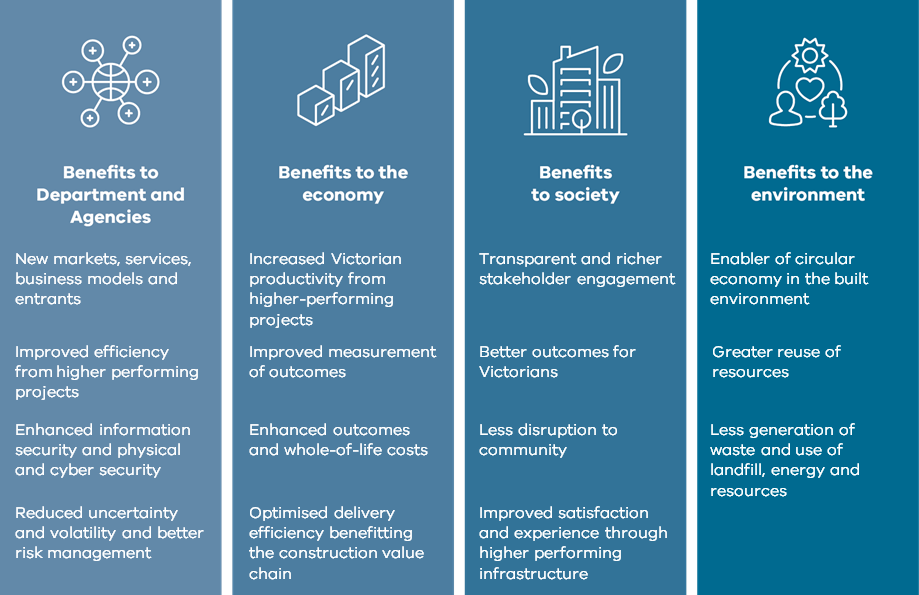 Benefits to
Department and
Agencies
New markets, services,
business models and
entrants
Improved efficiency
from higher performing
projects
Enhanced information
security and physical
and cyber security
Reduced uncertainty
and volatility and better
risk management
Benefits to the
economy
Increased Victorian
productivity from
higher-performing
projects
Improved measurement
of outcomes
Enhanced outcomes
and whole-of-life costs
Optimised delivery
efficiency benefitting
the construction value
chain
Benefits
to society
Transparent and richer
stakeholder engagement
Better outcomes for
Victorians
Less disruption to
community
Improved satisfaction
and experience through
higher performing
infrastructure
Benefits to the
environment
Enabler of circular
economy in the built
environment
Greater reuse of
resources
Less generation of
waste and use of
landfill, energy and
resources